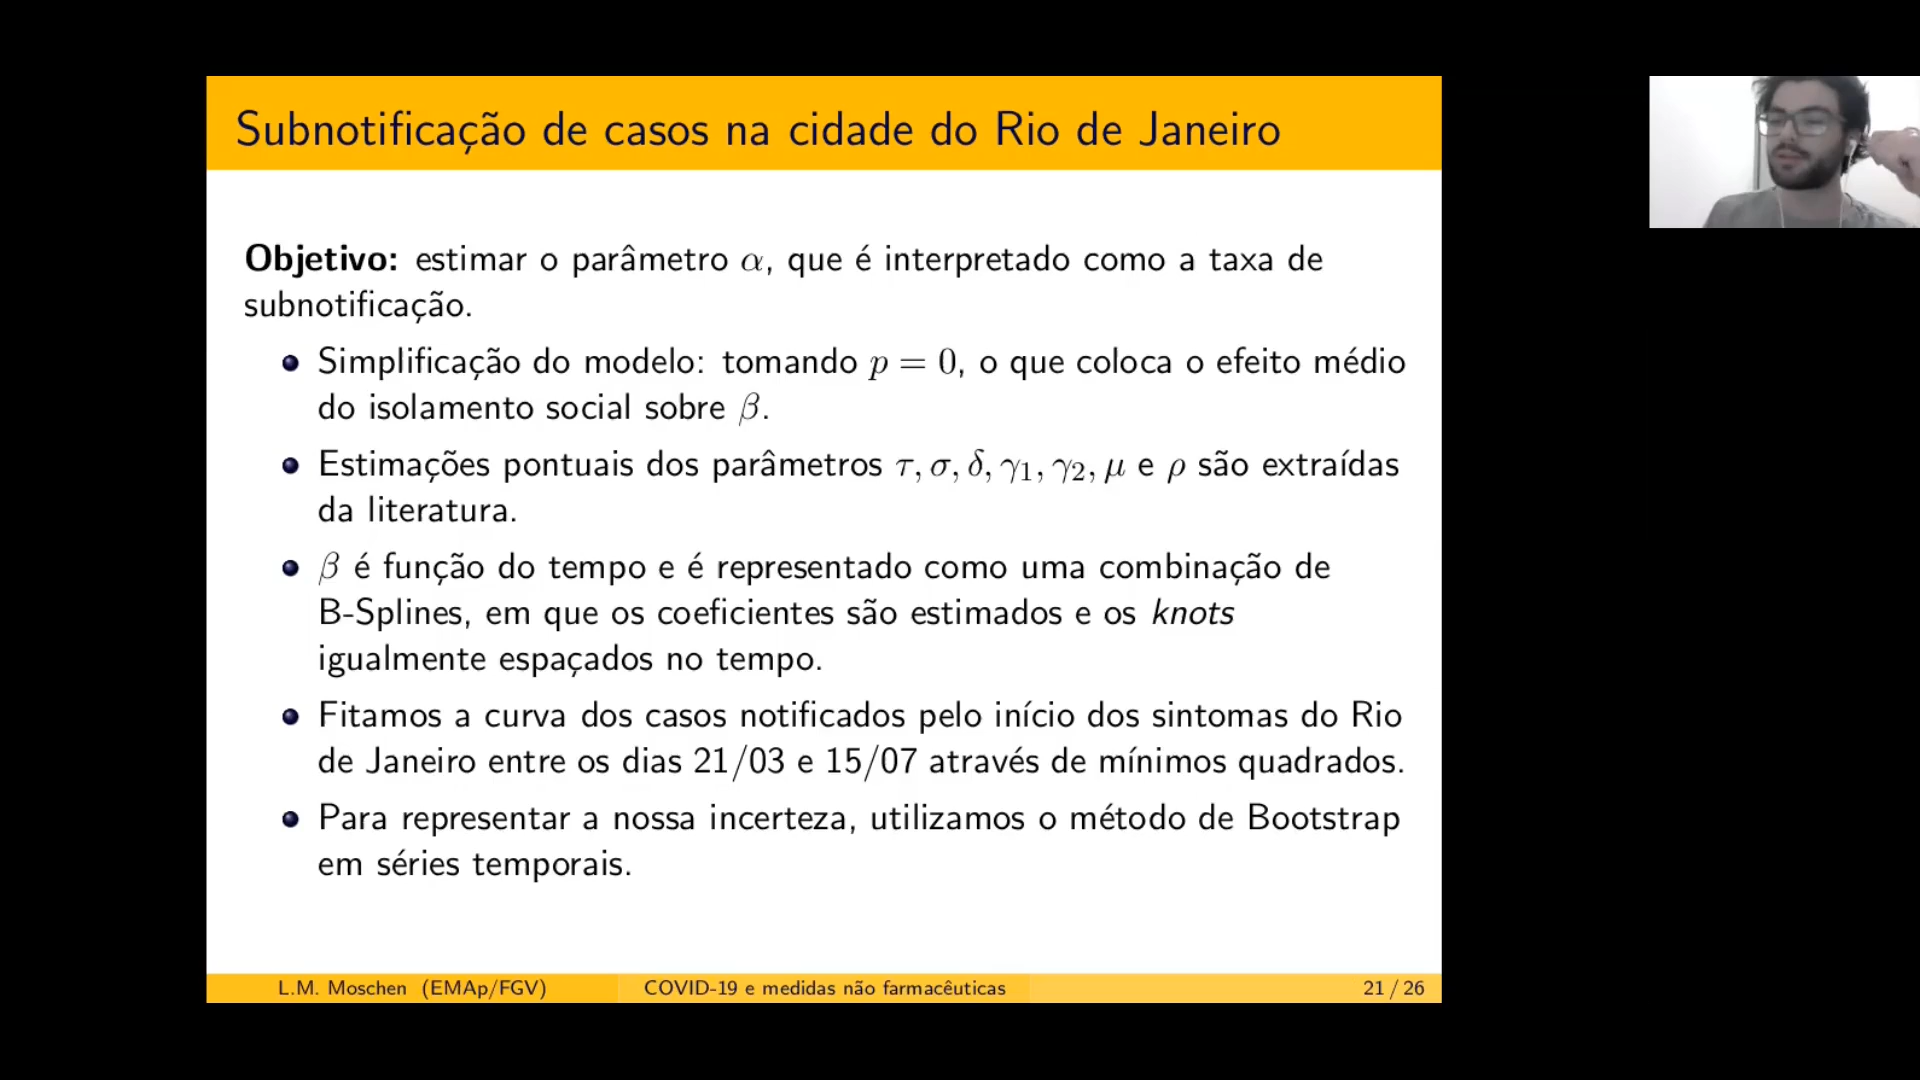 Subnotificação de casos na cidade do Rio de Janeiro
Objetivo: estimar o parâmetro α, que é interpretado como a taxa de
subnotificação.
Simplificação do modelo: tomando p = 0, o que coloca o efeito médio
do isolamento social sobre β.
Estimações pontuais dos parâmetros τ, σ, δ, γ₁, γ₂, μ e ρ são extraídas
da literatura.
β é função do tempo e é representado como uma combinação de
B-Splines, em que os coeficientes são estimados e os knots
igualmente espaçados no tempo.
Fitamos a curva dos casos notificados pelo início dos sintomas do Rio
de Janeiro entre os dias 21/03 e 15/07 através de mínimos quadrados.
Para representar a nossa incerteza, utilizamos o método de Bootstrap
em séries temporais.
L.M. Moschen (EMAp/FGV) COVID-19 e medidas não farmacêuticas 21 / 26